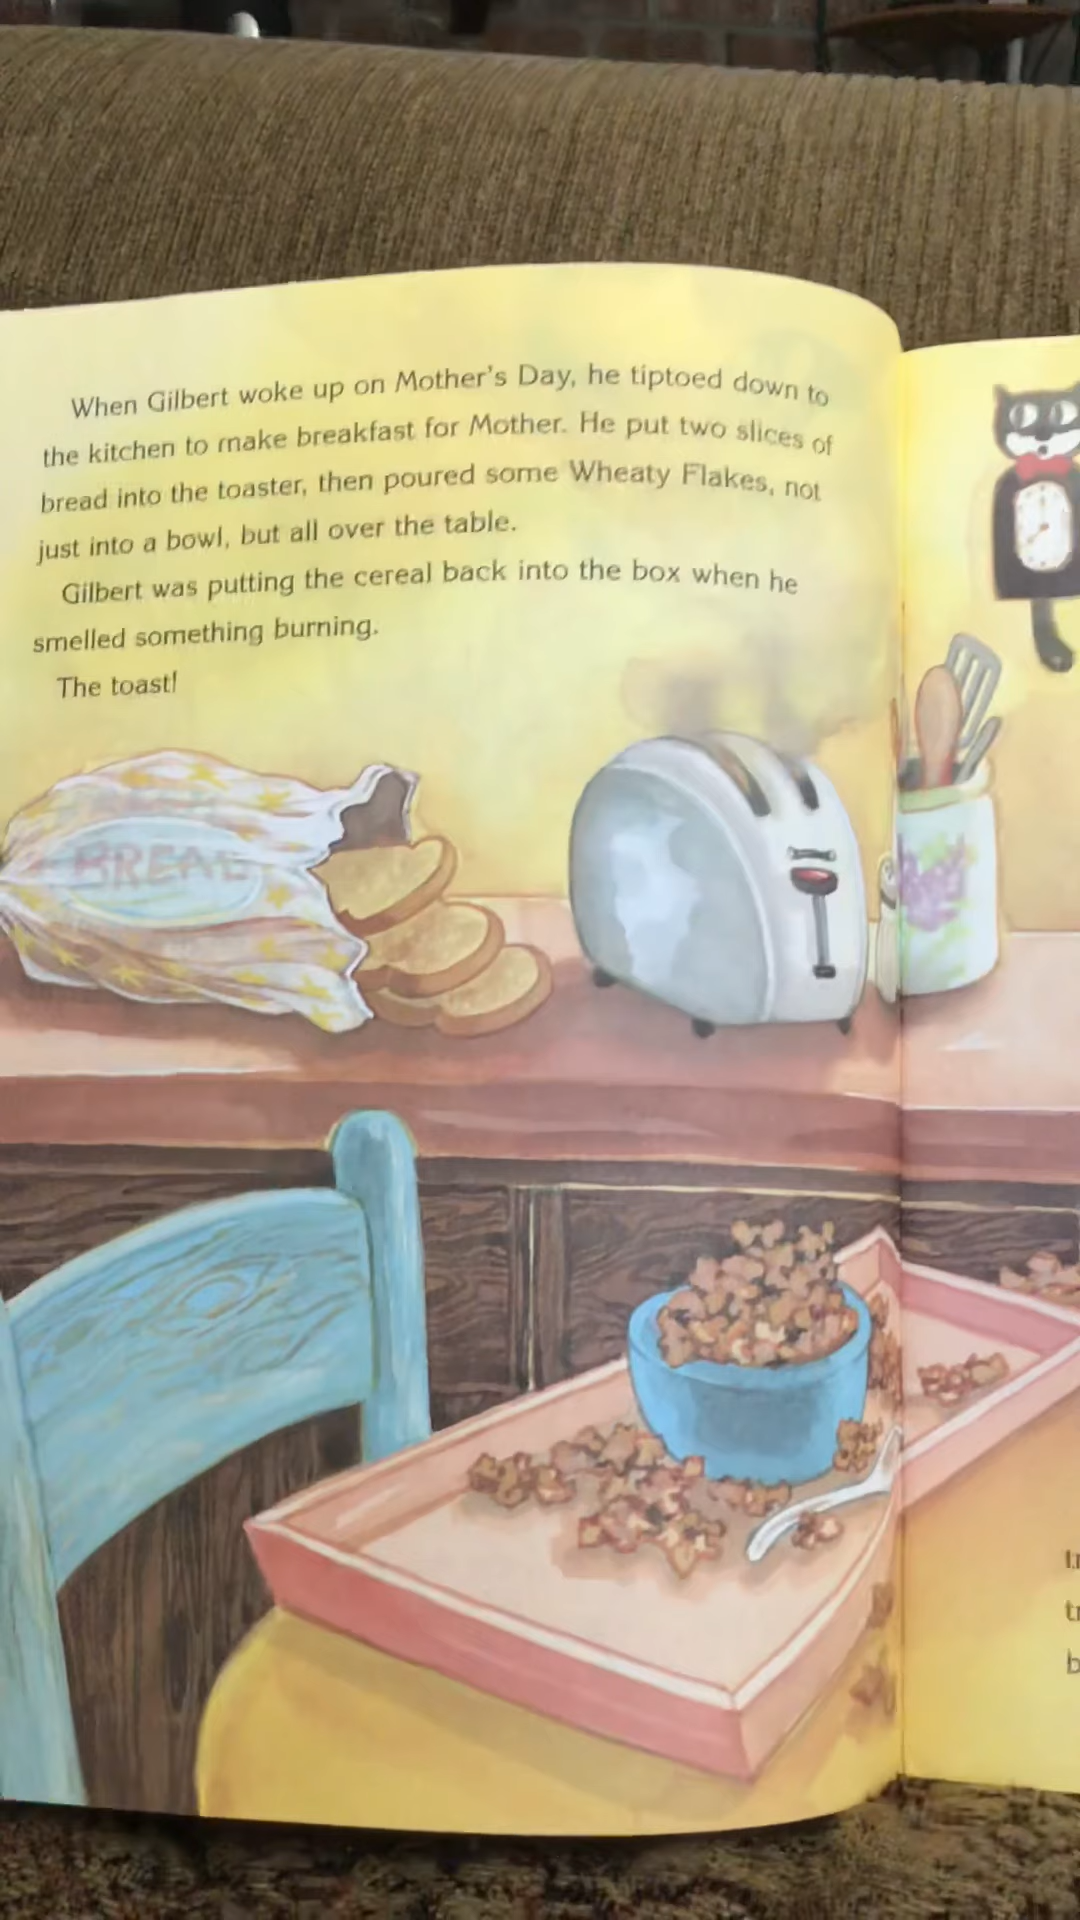 When Gilbert woke up on Mother's Day, he tiptoed down to
the kitchen to make breakfast for Mother. He put two slices of
bread into the toaster, then poured some Wheaty Flakes, not
just into a bowl, but all over the table.
Gilbert was putting the cereal back into the box when he
smelled something burning.
The toast!
BREAD